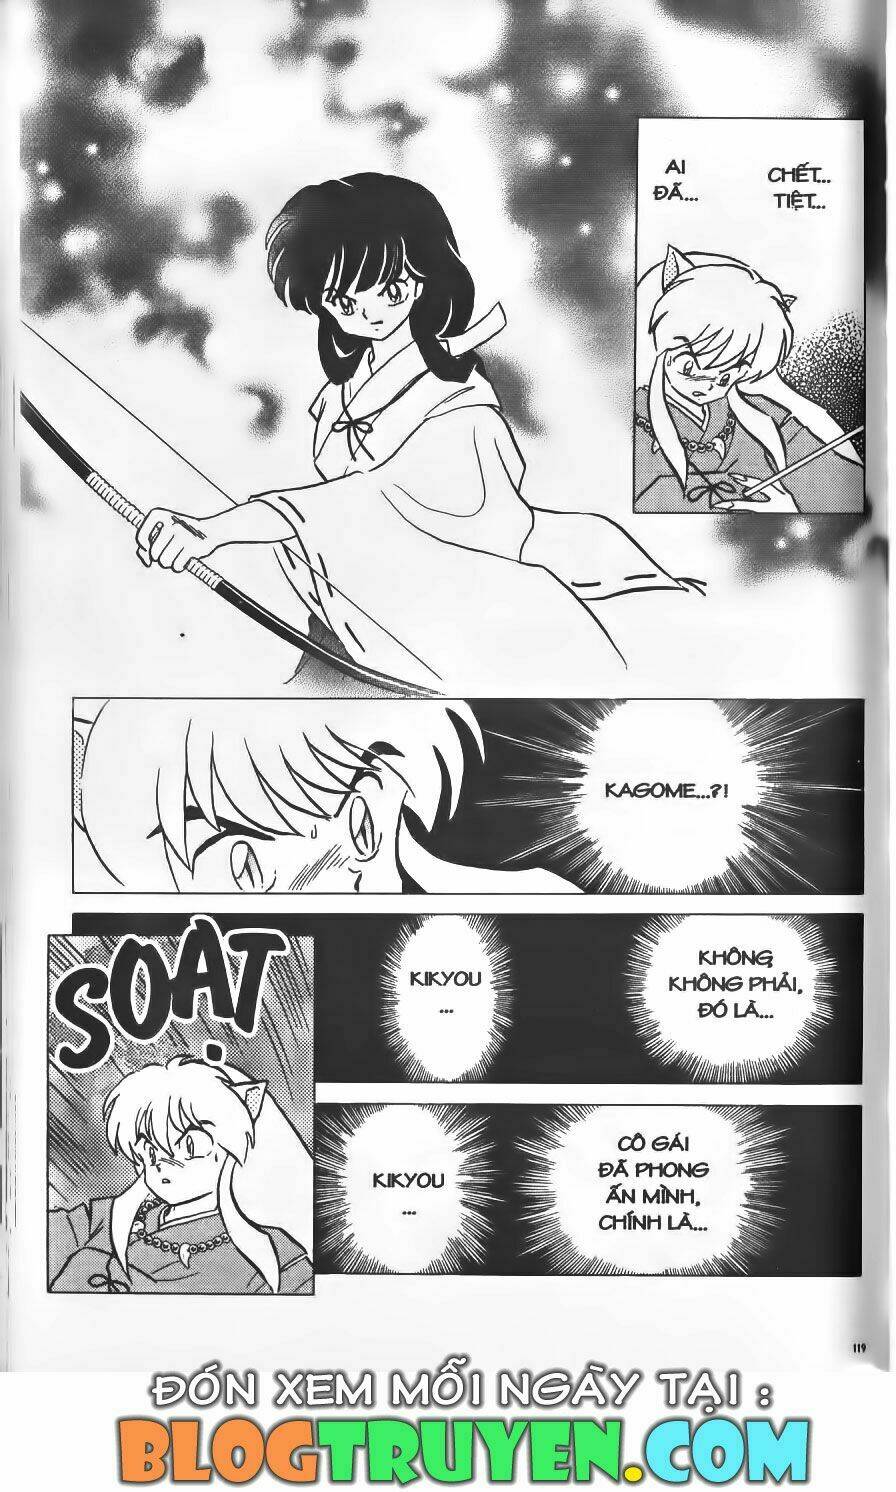 CHẾT...
TIỆT...
AI
ĐÃ...
KAGOME...?!
KHÔNG,
KHÔNG PHẢI,
ĐÓ LÀ...
KIKYOU
...
SOẠT
CÔ GÁI
ĐÃ PHONG
ẤN MÌNH,
CHÍNH LÀ...
KIKYOU
...
119
ĐÓN XEM MỖI NGÀY TẠI :
BLOGTRUYEN.COM